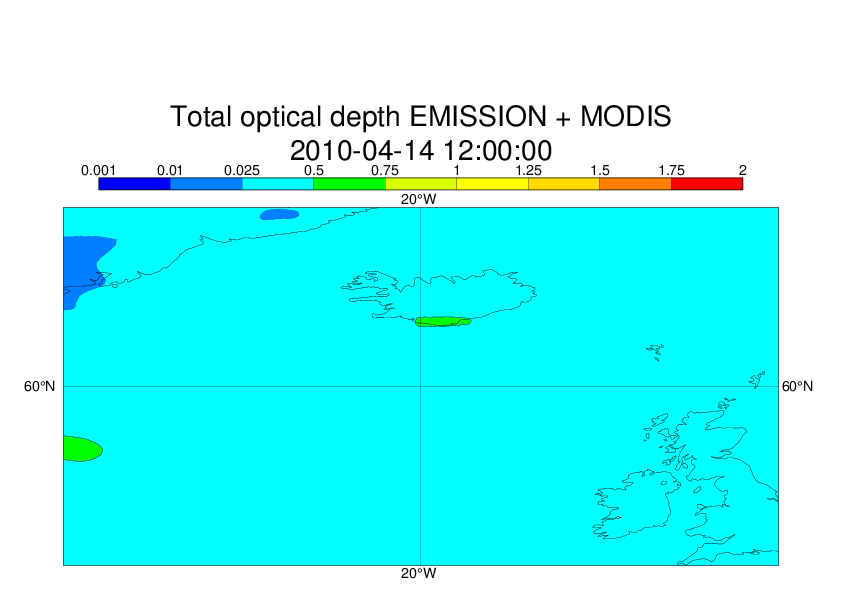 Total optical depth EMISSION + MODIS
2010-04-14 12:00:00
0.001 0.01 0.025 0.5 0.75 1 1.25 1.5 1.75 2
20°W
60°N 60°N
20°W